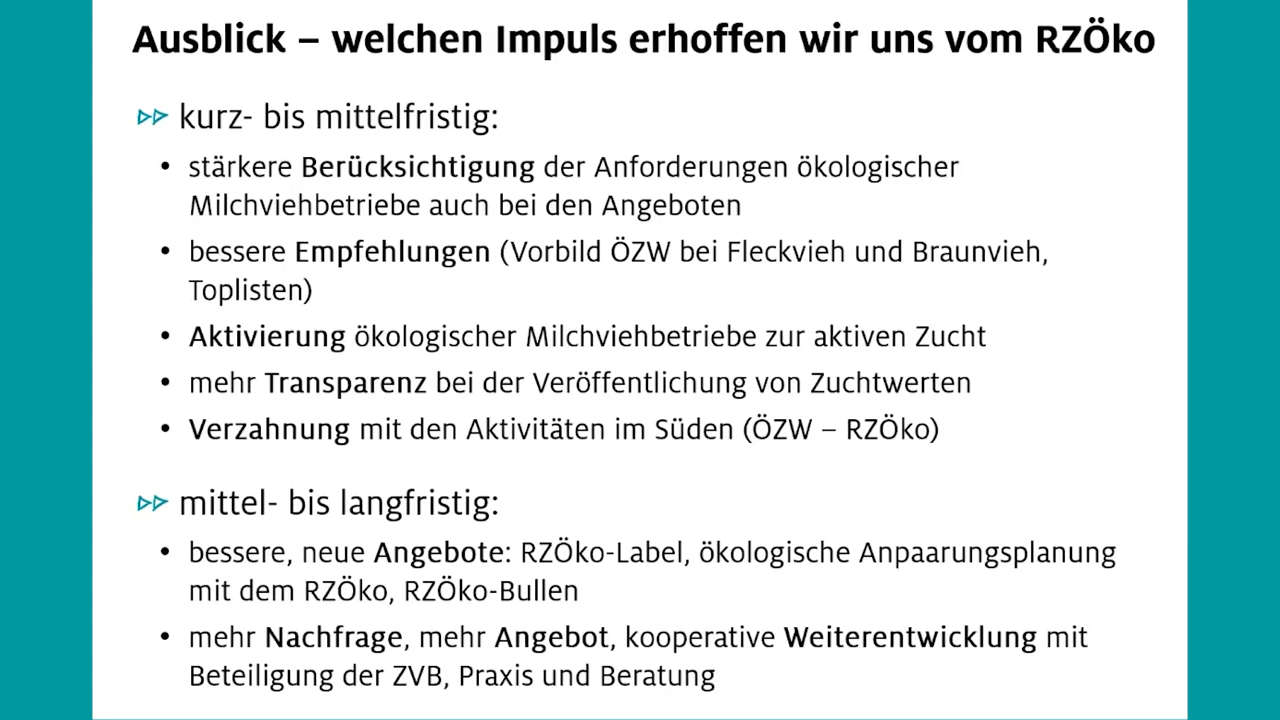 Ausblick – welchen Impuls erhoffen wir uns vom RZÖko
kurz- bis mittelfristig:
• stärkere Berücksichtigung der Anforderungen ökologischer
Milchviehbetriebe auch bei den Angeboten
• bessere Empfehlungen (Vorbild ÖZW bei Fleckvieh und Braunvieh,
Toplisten)
• Aktivierung ökologischer Milchviehbetriebe zur aktiven Zucht
• mehr Transparenz bei der Veröffentlichung von Zuchtwerten
• Verzahnung mit den Aktivitäten im Süden (ÖZW – RZÖko)
mittel- bis langfristig:
• bessere, neue Angebote: RZÖko-Label, ökologische Anpaarungsplanung
mit dem RZÖko, RZÖko-Bullen
• mehr Nachfrage, mehr Angebot, kooperative Weiterentwicklung mit
Beteiligung der ZVB, Praxis und Beratung